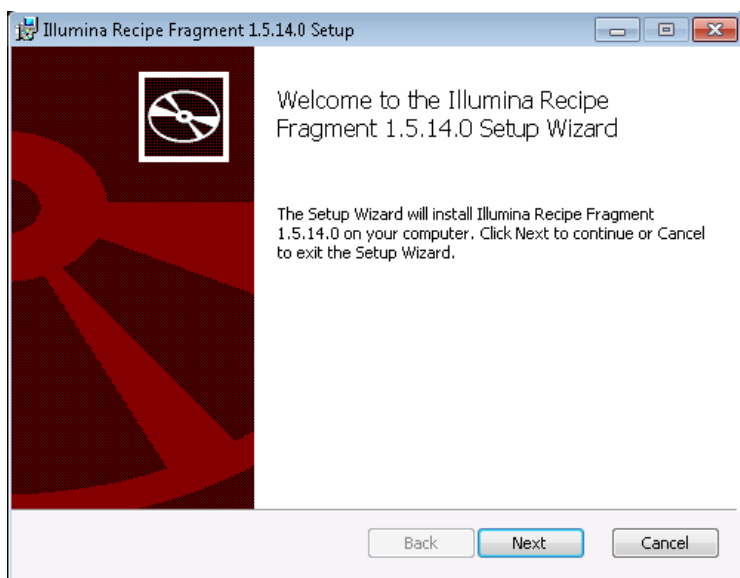 Illumina Recipe Fragment 1.5.14.0 Setup
Welcome to the Illumina Recipe
Fragment 1.5.14.0 Setup Wizard
The Setup Wizard will install Illumina Recipe Fragment
1.5.14.0 on your computer. Click Next to continue or Cancel
to exit the Setup Wizard.
Back
Next
Cancel